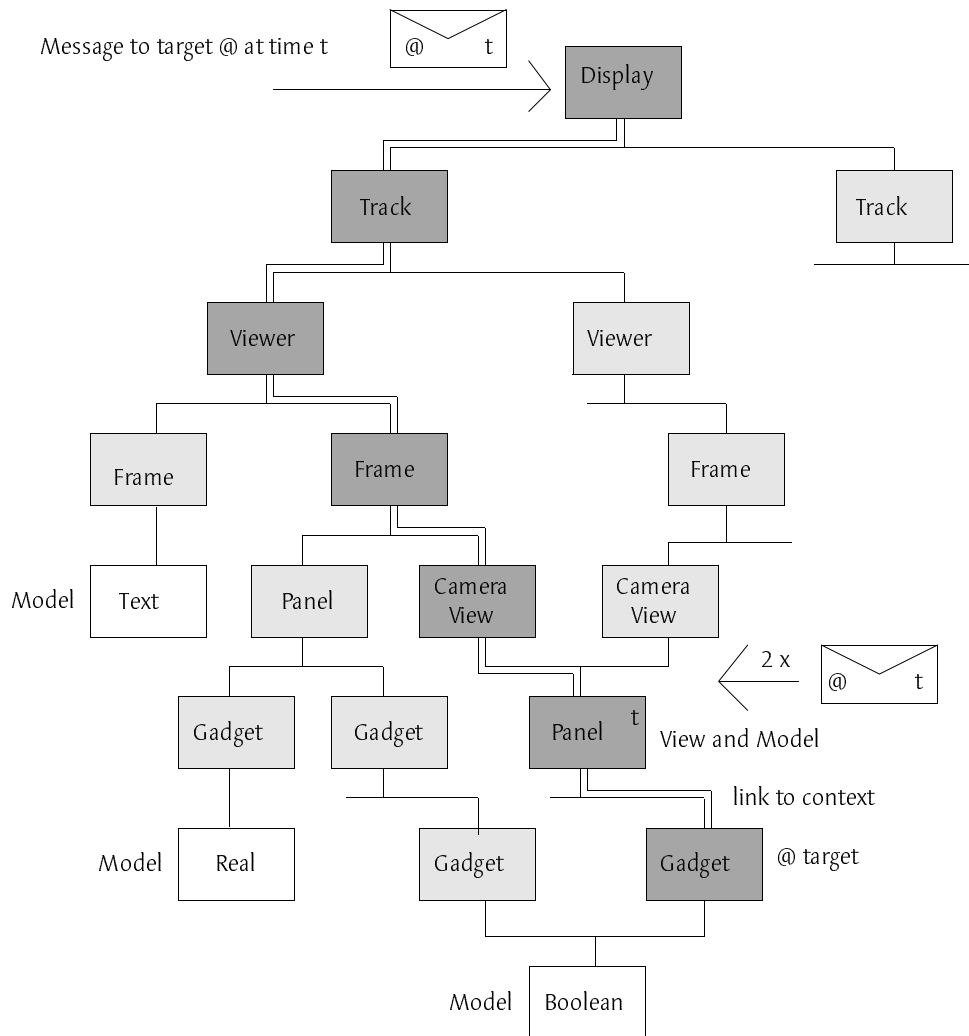 Message to target @ at time t
@ t
Display
Track
Track
Viewer
Viewer
Frame
Frame
Frame
Model
Text
Panel
Camera
View
Camera
View
2 x
@ t
Gadget
Gadget
Panel
t
View and Model
link to context
Model
Real
Gadget
Gadget
@ target
Model
Boolean